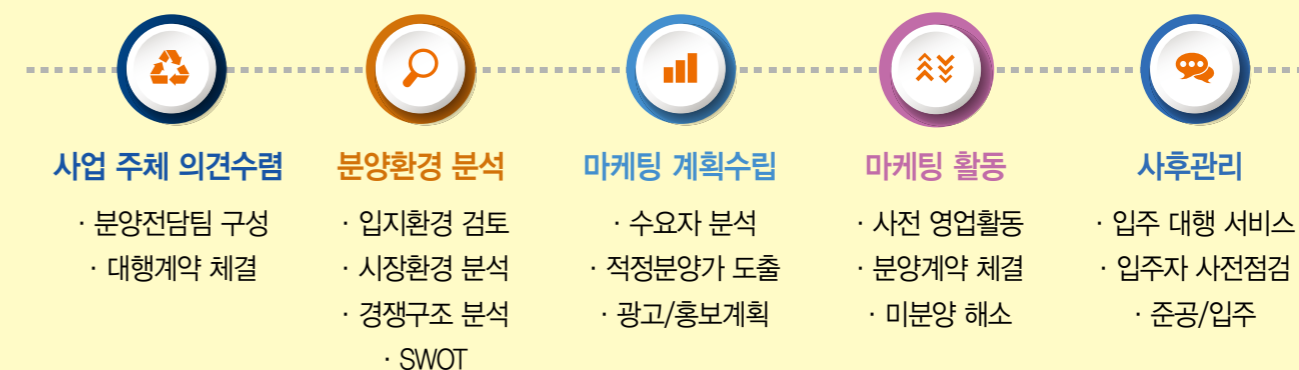 사업 주체 의견수렴
· 분양전담팀 구성
· 대행계약 체결
분양환경 분석
· 입지환경 검토
· 시장환경 분석
· 경쟁구조 분석
· SWOT
마케팅 계획수립
· 수요자 분석
· 적정분양가 도출
· 광고/홍보계획
마케팅 활동
· 사전 영업활동
· 분양계약 체결
· 미분양 해소
사후관리
· 입주 대행 서비스
· 입주자 사전점검
· 준공/입주